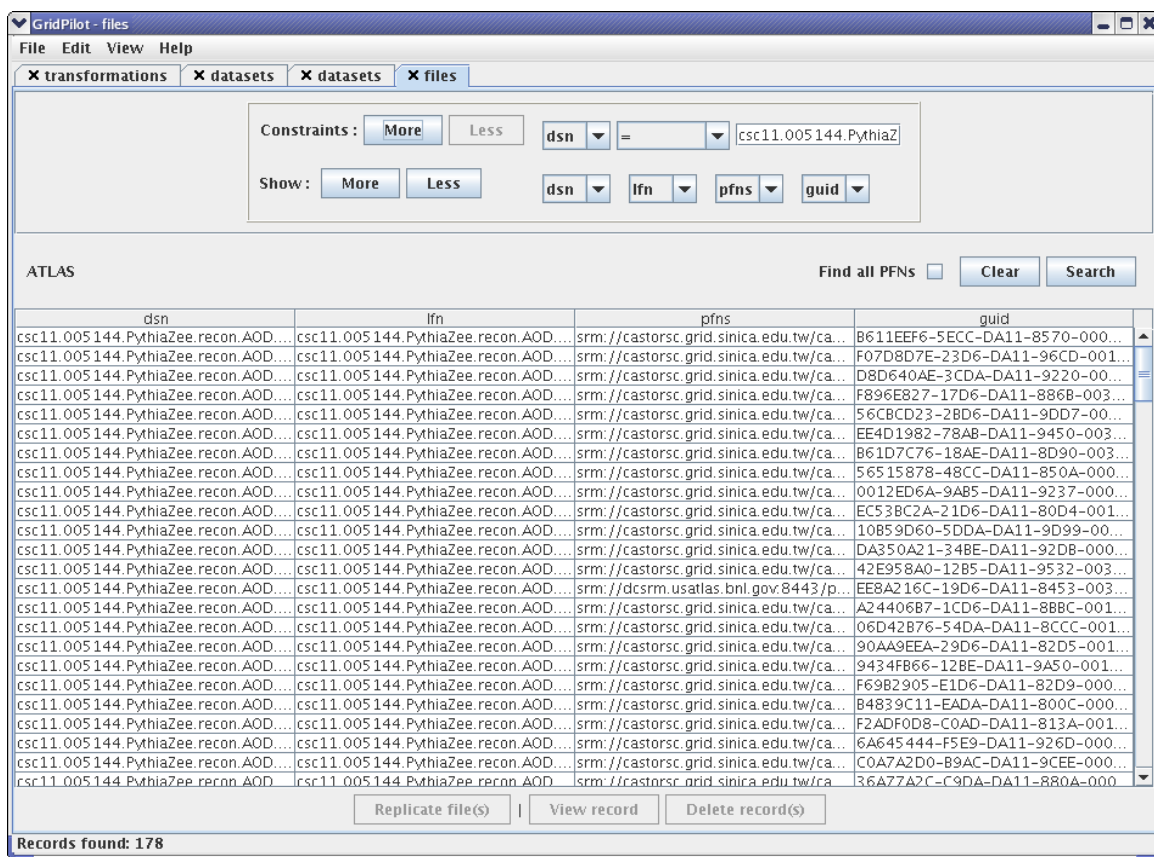 GridPilot - files
File Edit View Help
transformations datasets datasets files
Constraints : More Less dsn = csc11.005144.PythiaZ
Show : More Less dsn lfn pfns guid
ATLAS Find all PFNs Clear Search
dsn lfn pfns guid
csc11.005144.PythiaZee.recon.AOD.... csc11.005144.PythiaZee.recon.AOD.... srm://castorsc.grid.sinica.edu.tw/ca... B611EEF6-5ECC-DA11-8570-000...
csc11.005144.PythiaZee.recon.AOD.... csc11.005144.PythiaZee.recon.AOD.... srm://castorsc.grid.sinica.edu.tw/ca... F07D8D7E-23D6-DA11-96CD-001...
csc11.005144.PythiaZee.recon.AOD.... csc11.005144.PythiaZee.recon.AOD.... srm://castorsc.grid.sinica.edu.tw/ca... D8D640AE-3CDA-DA11-9220-00...
csc11.005144.PythiaZee.recon.AOD.... csc11.005144.PythiaZee.recon.AOD.... srm://castorsc.grid.sinica.edu.tw/ca... F896E827-17D6-DA11-886B-003...
csc11.005144.PythiaZee.recon.AOD.... csc11.005144.PythiaZee.recon.AOD.... srm://castorsc.grid.sinica.edu.tw/ca... 56CBCD23-2BD6-DA11-9DD7-00...
csc11.005144.PythiaZee.recon.AOD.... csc11.005144.PythiaZee.recon.AOD.... srm://castorsc.grid.sinica.edu.tw/ca... EE4D1982-78AB-DA11-9450-003...
csc11.005144.PythiaZee.recon.AOD.... csc11.005144.PythiaZee.recon.AOD.... srm://castorsc.grid.sinica.edu.tw/ca... B61D7C76-18AE-DA11-8D90-003...
csc11.005144.PythiaZee.recon.AOD.... csc11.005144.PythiaZee.recon.AOD.... srm://castorsc.grid.sinica.edu.tw/ca... 56515878-48CC-DA11-850A-000...
csc11.005144.PythiaZee.recon.AOD.... csc11.005144.PythiaZee.recon.AOD.... srm://castorsc.grid.sinica.edu.tw/ca... 0012ED6A-9AB5-DA11-9237-000...
csc11.005144.PythiaZee.recon.AOD.... csc11.005144.PythiaZee.recon.AOD.... srm://castorsc.grid.sinica.edu.tw/ca... EC53BC2A-21D6-DA11-80D4-001...
csc11.005144.PythiaZee.recon.AOD.... csc11.005144.PythiaZee.recon.AOD.... srm://castorsc.grid.sinica.edu.tw/ca... 10B59D60-5DDA-DA11-9D99-00...
csc11.005144.PythiaZee.recon.AOD.... csc11.005144.PythiaZee.recon.AOD.... srm://castorsc.grid.sinica.edu.tw/ca... DA350A21-34BE-DA11-92DB-000...
csc11.005144.PythiaZee.recon.AOD.... csc11.005144.PythiaZee.recon.AOD.... srm://castorsc.grid.sinica.edu.tw/ca... 42E958A0-12B5-DA11-9532-003...
csc11.005144.PythiaZee.recon.AOD.... csc11.005144.PythiaZee.recon.AOD.... srm://dcsrm.usatlas.bnl.gov:8443/p... EE8A216C-19D6-DA11-8453-003...
csc11.005144.PythiaZee.recon.AOD.... csc11.005144.PythiaZee.recon.AOD.... srm://castorsc.grid.sinica.edu.tw/ca... A24406B7-1CD6-DA11-8BBC-001...
csc11.005144.PythiaZee.recon.AOD.... csc11.005144.PythiaZee.recon.AOD.... srm://castorsc.grid.sinica.edu.tw/ca... 06D42B76-54DA-DA11-8CCC-001...
csc11.005144.PythiaZee.recon.AOD.... csc11.005144.PythiaZee.recon.AOD.... srm://castorsc.grid.sinica.edu.tw/ca... 90AA9EEA-29D6-DA11-82D5-001...
csc11.005144.PythiaZee.recon.AOD.... csc11.005144.PythiaZee.recon.AOD.... srm://castorsc.grid.sinica.edu.tw/ca... 9434FB66-12BE-DA11-9A50-001...
csc11.005144.PythiaZee.recon.AOD.... csc11.005144.PythiaZee.recon.AOD.... srm://castorsc.grid.sinica.edu.tw/ca... F69B2905-E1D6-DA11-82D9-000...
csc11.005144.PythiaZee.recon.AOD.... csc11.005144.PythiaZee.recon.AOD.... srm://castorsc.grid.sinica.edu.tw/ca... B4839C11-EADA-DA11-800C-000...
csc11.005144.PythiaZee.recon.AOD.... csc11.005144.PythiaZee.recon.AOD.... srm://castorsc.grid.sinica.edu.tw/ca... F2ADF0D8-C0AD-DA11-813A-001...
csc11.005144.PythiaZee.recon.AOD.... csc11.005144.PythiaZee.recon.AOD.... srm://castorsc.grid.sinica.edu.tw/ca... 6A645444-F5E9-DA11-926D-000...
csc11.005144.PythiaZee.recon.AOD.... csc11.005144.PythiaZee.recon.AOD.... srm://castorsc.grid.sinica.edu.tw/ca... C0A7A2D0-B9AC-DA11-9CEE-000...
csc11.005144.PythiaZee.recon.AOD.... csc11.005144.PythiaZee.recon.AOD.... srm://castorsc.grid.sinica.edu.tw/ca... 36A77A2C-C9DA-DA11-880A-000...
Replicate file(s) | View record Delete record(s)
Records found: 178